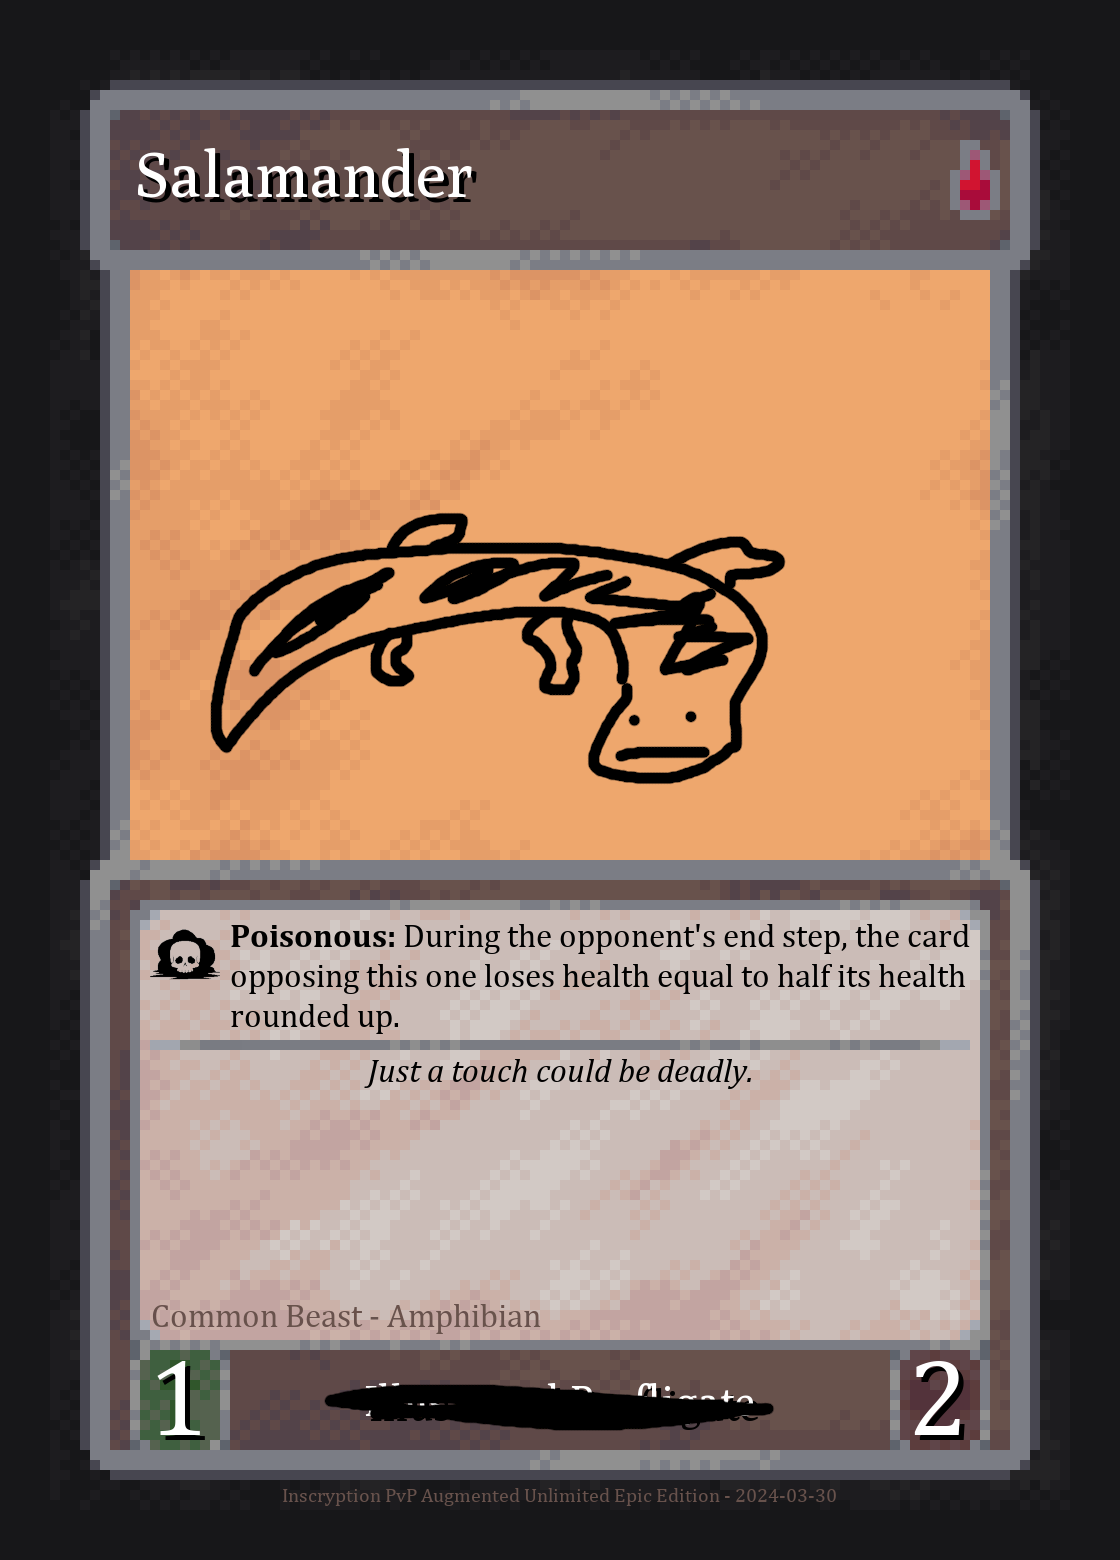 Salamander
Poisonous: During the opponent's end step, the card
opposing this one loses health equal to half its health
rounded up.
Just a touch could be deadly.
Common Beast - Amphibian
1
2
Inscryption PvP Augmented Unlimited Epic Edition - 2024-03-30